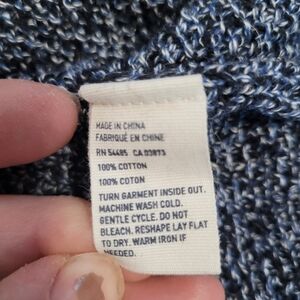 MADE IN CHINA
FABRIQUÉ EN CHINE
RN 54485 CA 03873
100% COTTON
100% COTON
TURN GARMENT INSIDE OUT.
MACHINE WASH COLD.
GENTLE CYCLE. DO NOT
BLEACH. RESHAPE LAY FLAT
TO DRY. WARM IRON IF
NEEDED.